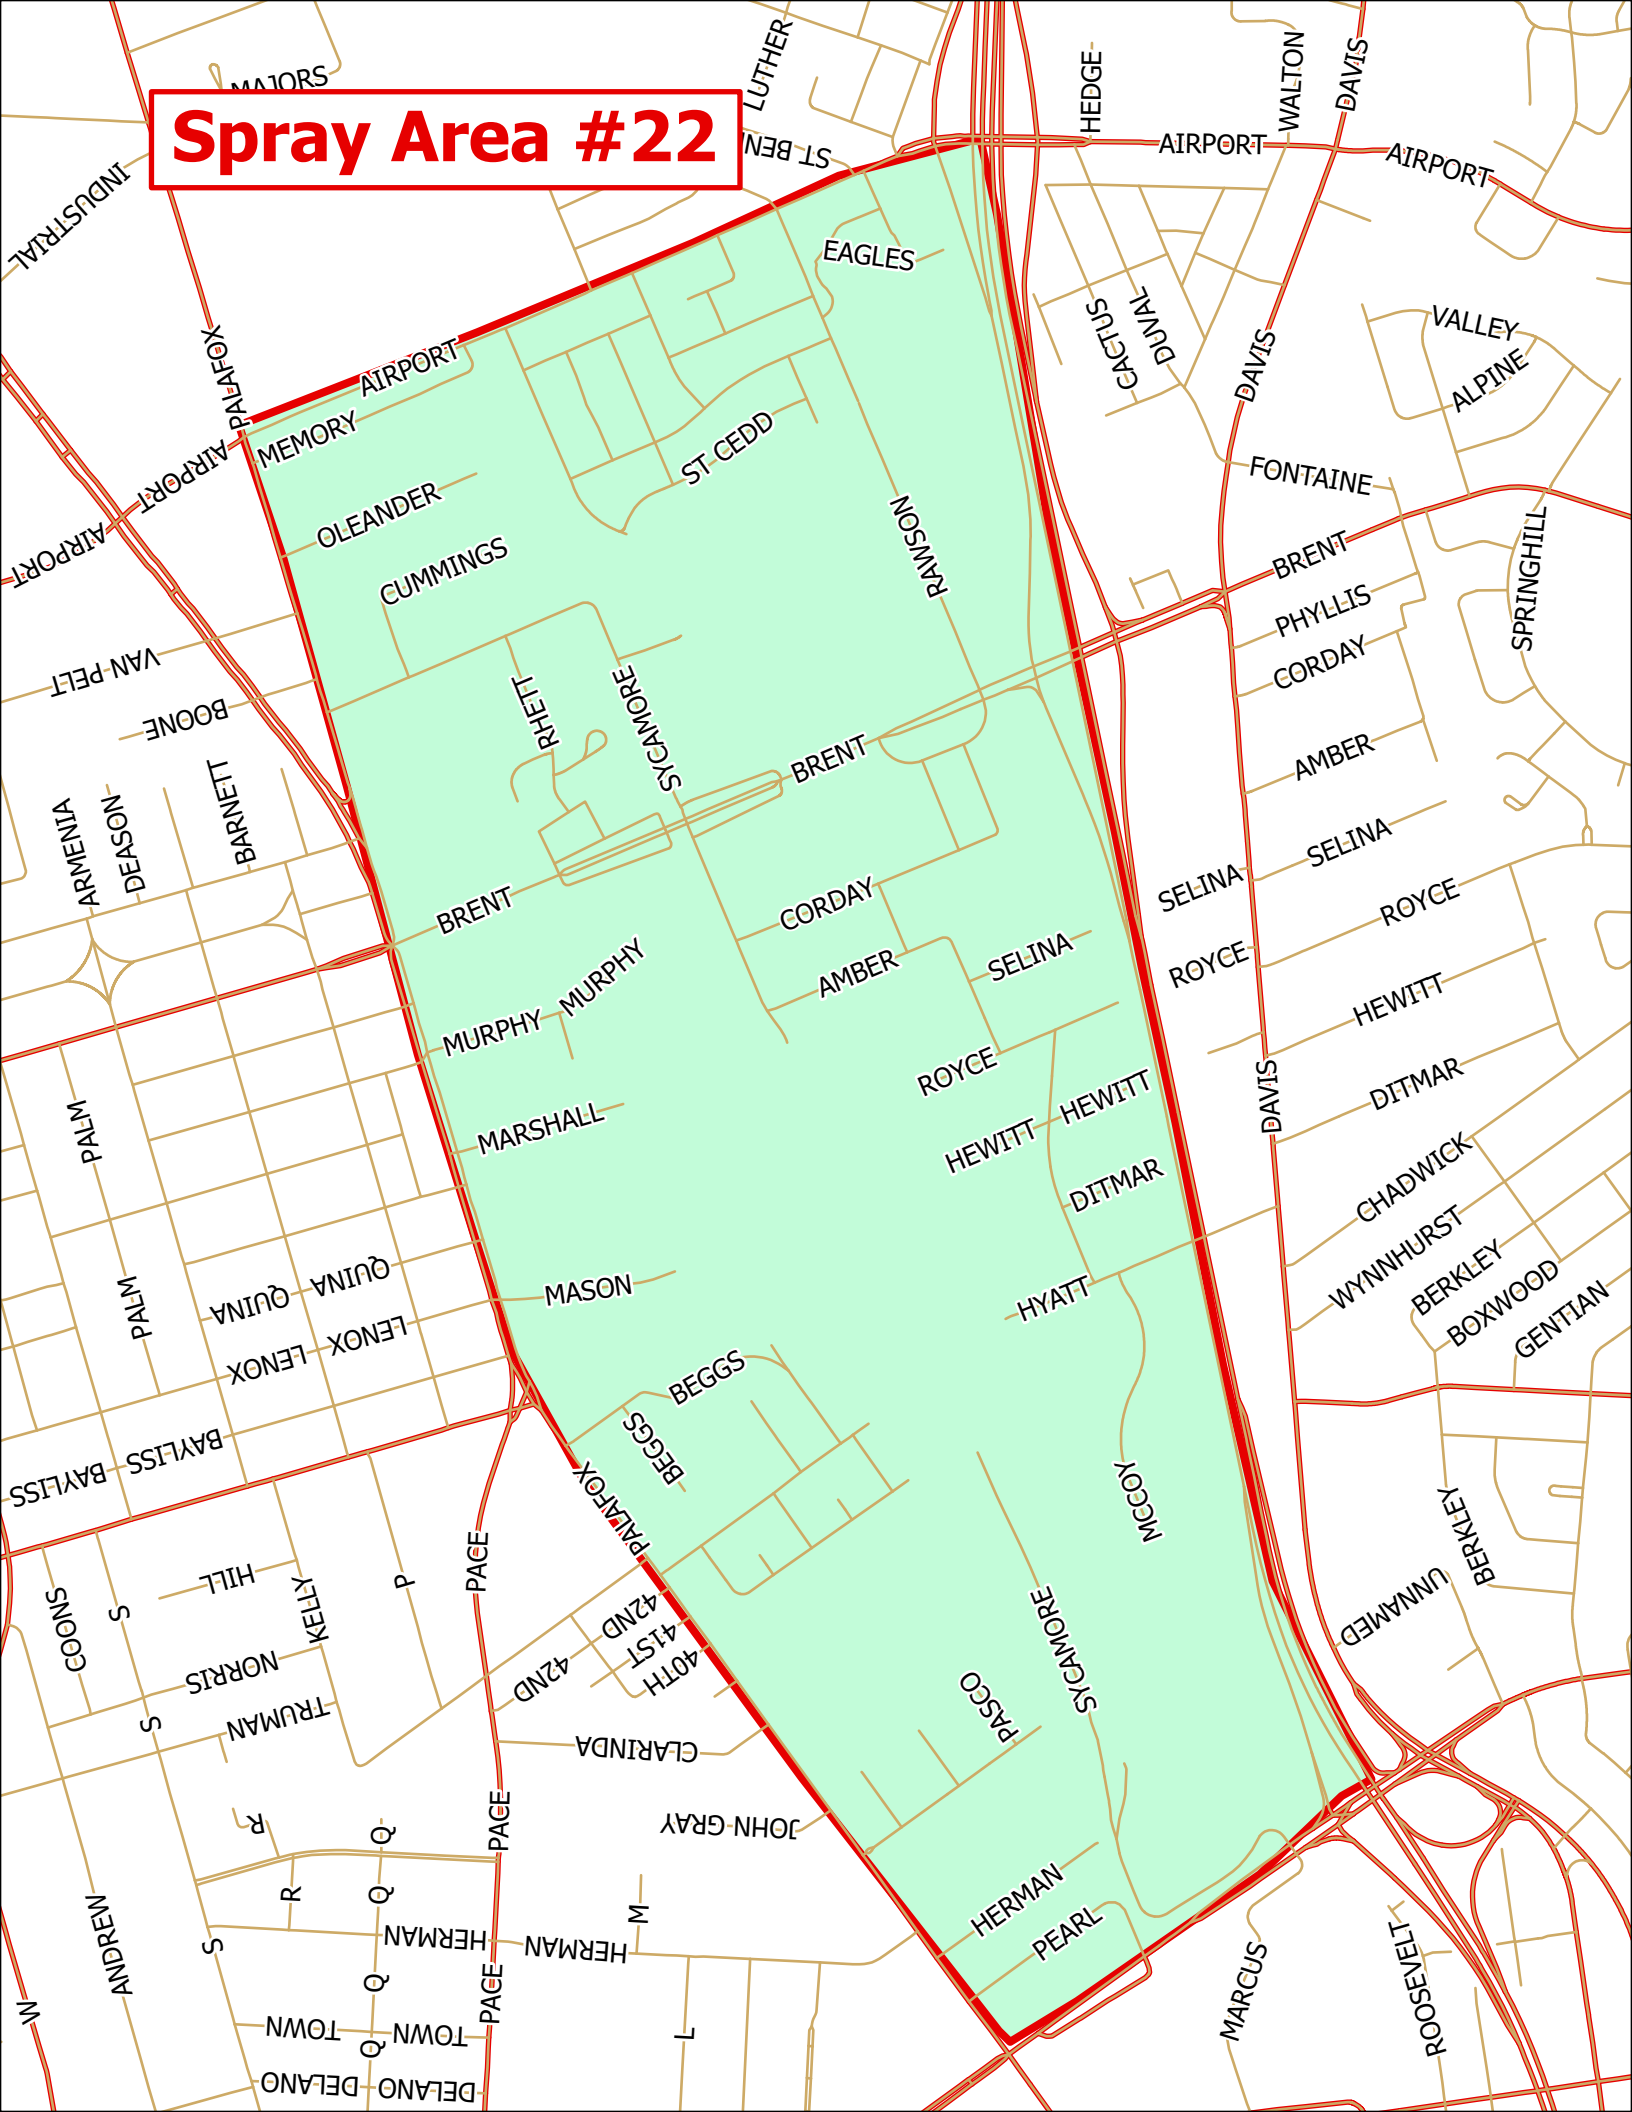 LUTHER
HEDGE
WALTON
DAVIS
MAJORS
Spray Area #22
ST BEN
AIRPORT
AIRPORT
INDUSTRIAL
EAGLES
CACTUS
DUVAL
VALLEY
PALAFOX
AIRPORT
DAVIS
ALPINE
MEMORY
AIRPORT
ST CEDD
FONTAINE
OLEANDER
AIRPORT
RAWSON
BRENT
SPRINGHILL
CUMMINGS
PHYLLIS
VAN PELT
CORDAY
BOONE
RHETT
SYCAMORE
BRENT
AMBER
ARMENIA
DEASON
BARNETT
SELINA
SELINA
BRENT
CORDAY
ROYCE
MURPHY
AMBER
SELINA
ROYCE
MURPHY
HEWITT
ROYCE
DAVIS
DITMAR
PALM
MARSHALL
HEWITT
HEWITT
DITMAR
CHADWICK
WYNNHURST
QUINA
QUINA
MASON
HYATT
BERKLEY
BOXWOOD
GENTIAN
PALM
LENOX
LENOX
BEGGS
BEGGS
BAYLISS
BAYLISS
PALAFOX
MCCOY
BERKLEY
PACE
HILL
P
KELLY
COONS
S
42ND
41ST
40TH
UNNAMED
SYCAMORE
NORRIS
42ND
PASCO
TRUMAN
S
CLARINDA
PACE
JOHN GRAY
R
Q
R
Q
HERMAN
M
PEARL
ANDREW
S
HERMAN
HERMAN
MARCUS
ROOSEVELT
W
Q
PACE
TOWN
TOWN
L
Q
DELANO
DELANO